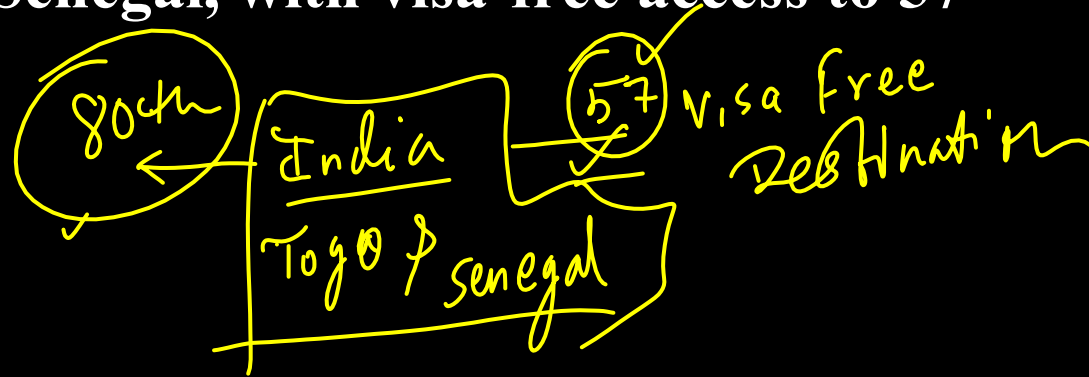 Senegal, with visa-free access to 57
80th
India
57 Visa Free
Destination
Togo & Senegal